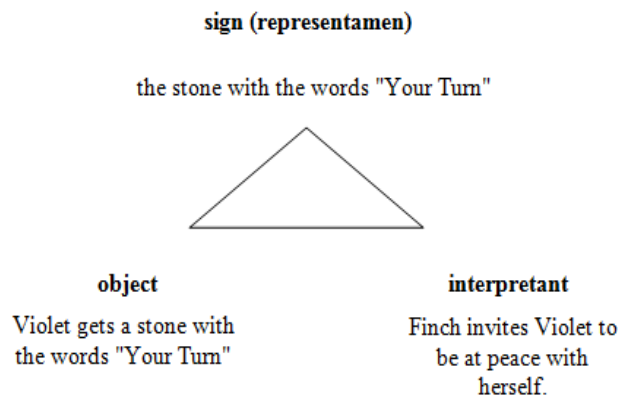 sign (representamen)
the stone with the words "Your Turn"
object
Violet gets a stone with
the words "Your Turn"
interpretant
Finch invites Violet to
be at peace with
herself.